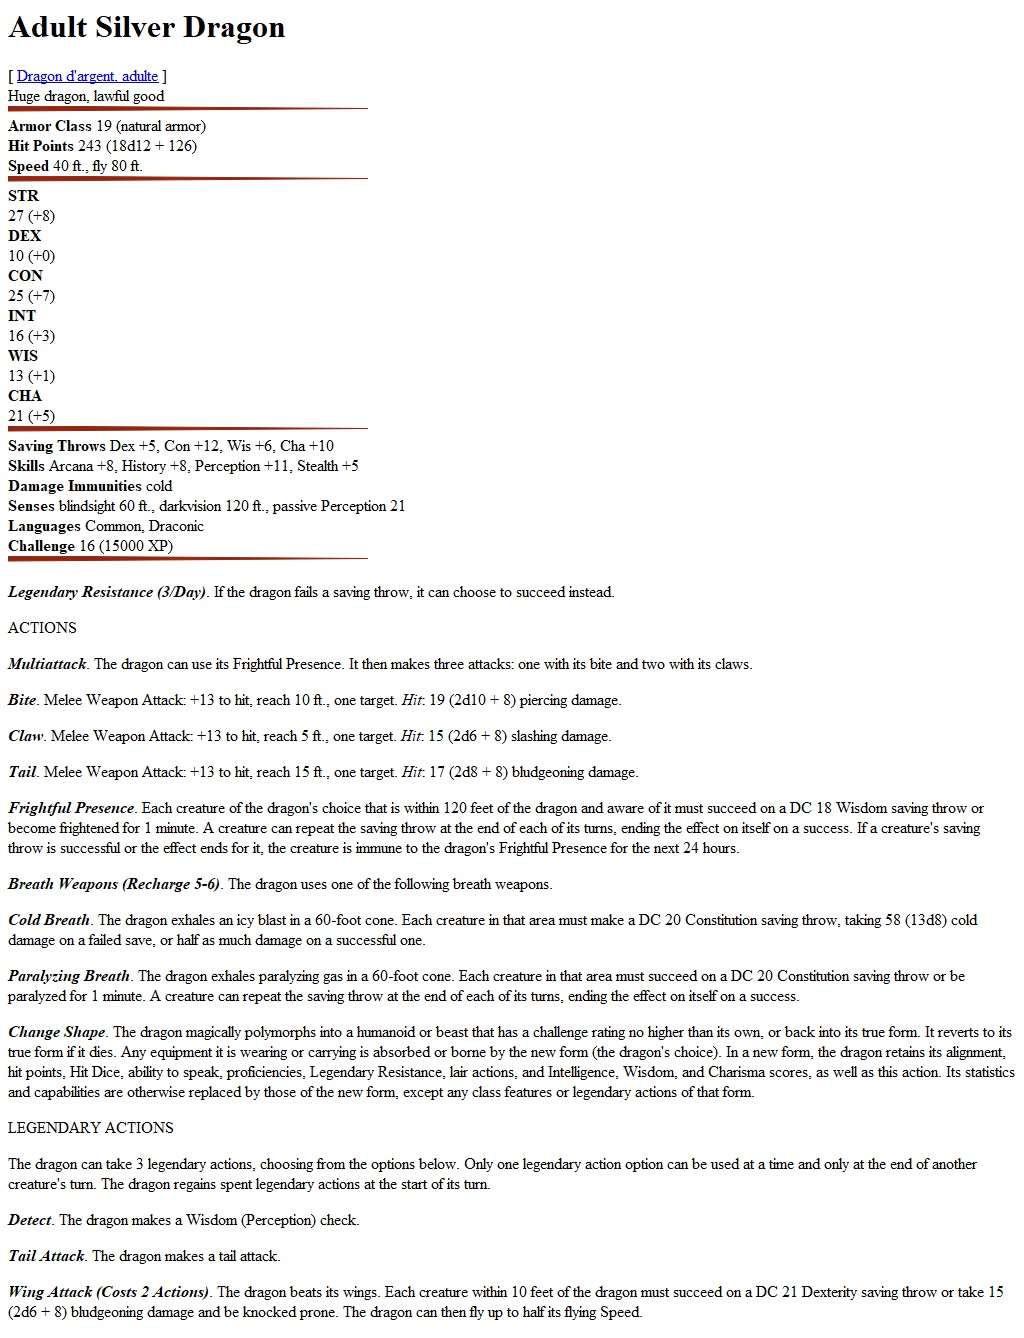 Adult Silver Dragon
[ Dragon d'argent, adulte ]
Huge dragon, lawful good
Armor Class 19 (natural armor)
Hit Points 243 (18d12 + 126)
Speed 40 ft., fly 80 ft.
STR
27 (+8)
DEX
10 (+0)
CON
25 (+7)
INT
16 (+3)
WIS
13 (+1)
CHA
21 (+5)
Saving Throws Dex +5, Con +12, Wis +6, Cha +10
Skills Arcana +8, History +8, Perception +11, Stealth +5
Damage Immunities cold
Senses blindsight 60 ft., darkvision 120 ft., passive Perception 21
Languages Common, Draconic
Challenge 16 (15000 XP)
Legendary Resistance (3/Day). If the dragon fails a saving throw, it can choose to succeed instead.
ACTIONS
Multiattack. The dragon can use its Frightful Presence. It then makes three attacks: one with its bite and two with its claws.
Bite. Melee Weapon Attack: +13 to hit, reach 10 ft., one target. Hit: 19 (2d10 + 8) piercing damage.
Claw. Melee Weapon Attack: +13 to hit, reach 5 ft., one target. Hit: 15 (2d6 + 8) slashing damage.
Tail. Melee Weapon Attack: +13 to hit, reach 15 ft., one target. Hit: 17 (2d8 + 8) bludgeoning damage.
Frightful Presence. Each creature of the dragon's choice that is within 120 feet of the dragon and aware of it must succeed on a DC 18 Wisdom saving throw or
become frightened for 1 minute. A creature can repeat the saving throw at the end of each of its turns, ending the effect on itself on a success. If a creature's saving
throw is successful or the effect ends for it, the creature is immune to the dragon's Frightful Presence for the next 24 hours.
Breath Weapons (Recharge 5-6). The dragon uses one of the following breath weapons.
Cold Breath. The dragon exhales an icy blast in a 60-foot cone. Each creature in that area must make a DC 20 Constitution saving throw, taking 58 (13d8) cold
damage on a failed save, or half as much damage on a successful one.
Paralyzing Breath. The dragon exhales paralyzing gas in a 60-foot cone. Each creature in that area must succeed on a DC 20 Constitution saving throw or be
paralyzed for 1 minute. A creature can repeat the saving throw at the end of each of its turns, ending the effect on itself on a success.
Change Shape. The dragon magically polymorphs into a humanoid or beast that has a challenge rating no higher than its own, or back into its true form. It reverts to its
true form if it dies. Any equipment it is wearing or carrying is absorbed or borne by the new form (the dragon's choice). In a new form, the dragon retains its alignment,
hit points, Hit Dice, ability to speak, proficiencies, Legendary Resistance, lair actions, and Intelligence, Wisdom, and Charisma scores, as well as this action. Its statistics
and capabilities are otherwise replaced by those of the new form, except any class features or legendary actions of that form.
LEGENDARY ACTIONS
The dragon can take 3 legendary actions, choosing from the options below. Only one legendary action option can be used at a time and only at the end of another
creature's turn. The dragon regains spent legendary actions at the start of its turn.
Detect. The dragon makes a Wisdom (Perception) check.
Tail Attack. The dragon makes a tail attack.
Wing Attack (Costs 2 Actions). The dragon beats its wings. Each creature within 10 feet of the dragon must succeed on a DC 21 Dexterity saving throw or take 15
(2d6 + 8) bludgeoning damage and be knocked prone. The dragon can then fly up to half its flying Speed.